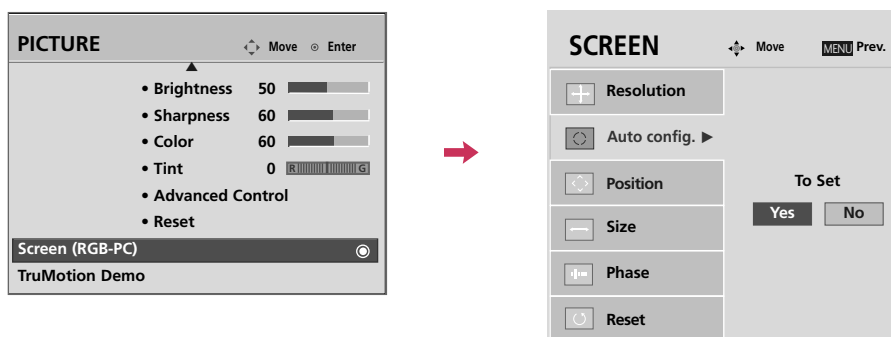 PICTURE
Move Enter
• Brightness 50
• Sharpness 60
• Color 60
• Tint 0 R G
• Advanced Control
• Reset
Screen (RGB-PC)
TruMotion Demo
SCREEN
Move MENU Prev.
Resolution
Auto config. ►
Position
Size
Phase
Reset
To Set
Yes No